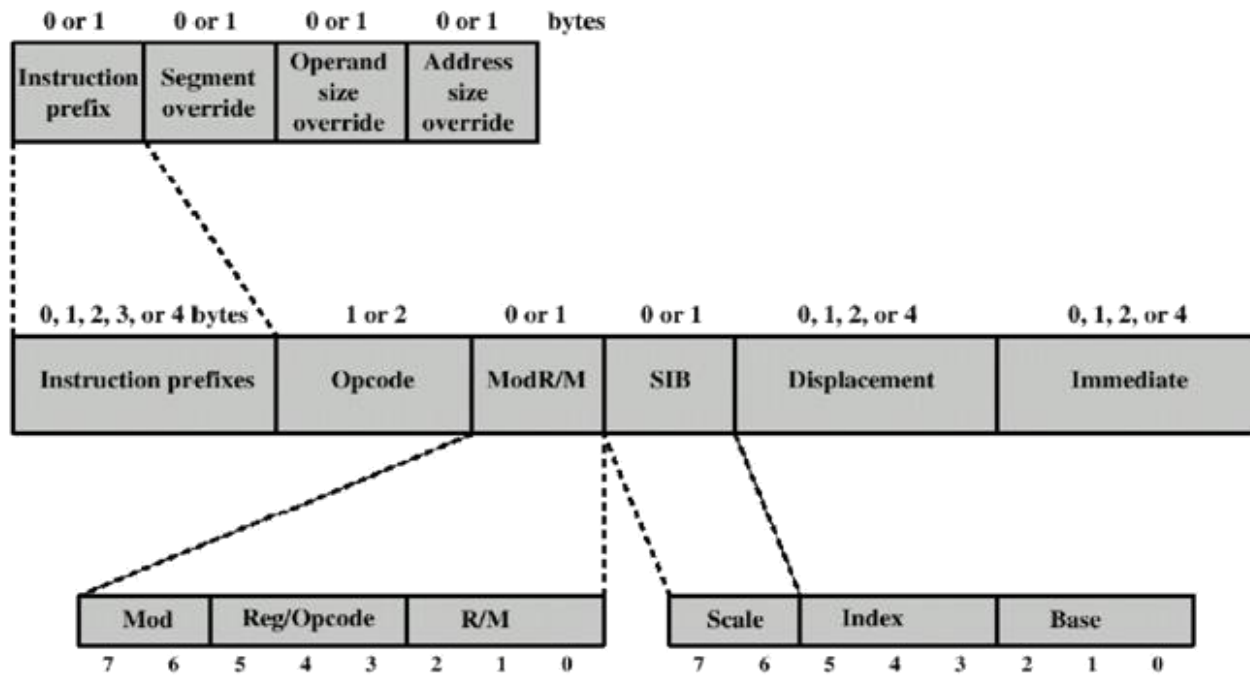 0 or 1 0 or 1 0 or 1 0 or 1 bytes
Instruction prefix Segment override Operand size override Address size override
0, 1, 2, 3, or 4 bytes 1 or 2 0 or 1 0 or 1 0, 1, 2, or 4 0, 1, 2, or 4
Instruction prefixes Opcode ModR/M SIB Displacement Immediate
Mod Reg/Opcode R/M Scale Index Base
7 6 5 4 3 2 1 0 7 6 5 4 3 2 1 0